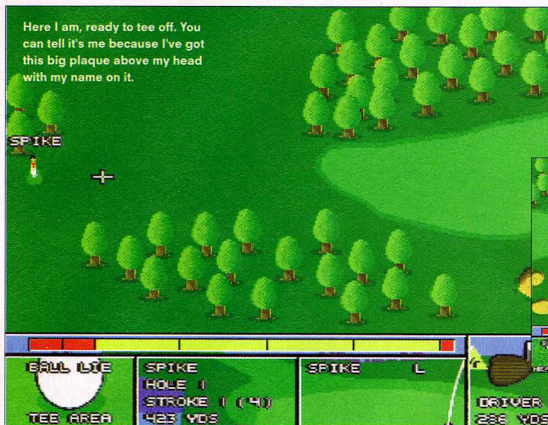 Here I am, ready to tee off. You
can tell it's me because I've got
this big plaque above my head
with my name on it.
SPIKE
BALL LIE
TEE AREA
SPIKE
HOLE 1
STROKE 1 (4)
423 YDS
SPIKE L
DRIVER
236 YDS